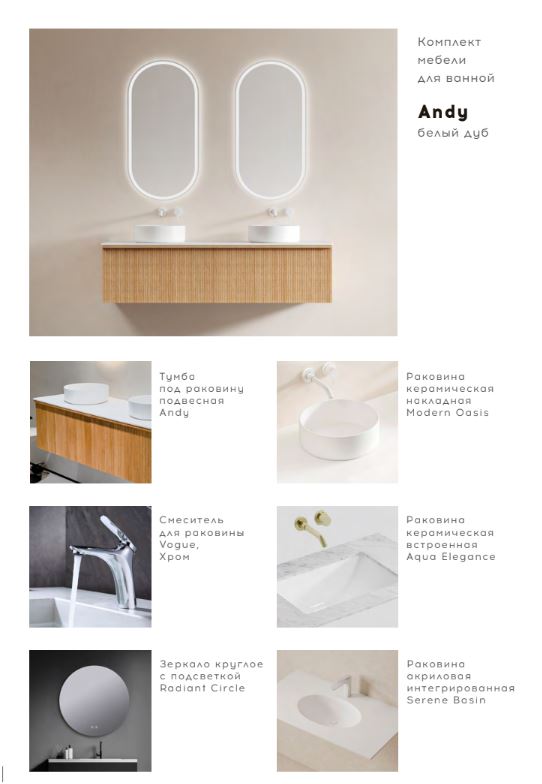 Комплект
мебели
для ванной
Andy
белый дуб
Тумба
под раковину
подвесная
Andy
Раковина
керамическая
накладная
Modern Oasis
Смеситель
для раковины
Vogue,
Хром
Раковина
керамическая
встроенная
Aqua Elegance
Зеркало круглое
с подсветкой
Radiant Circle
Раковина
акриловая
интегрированная
Serene Basin